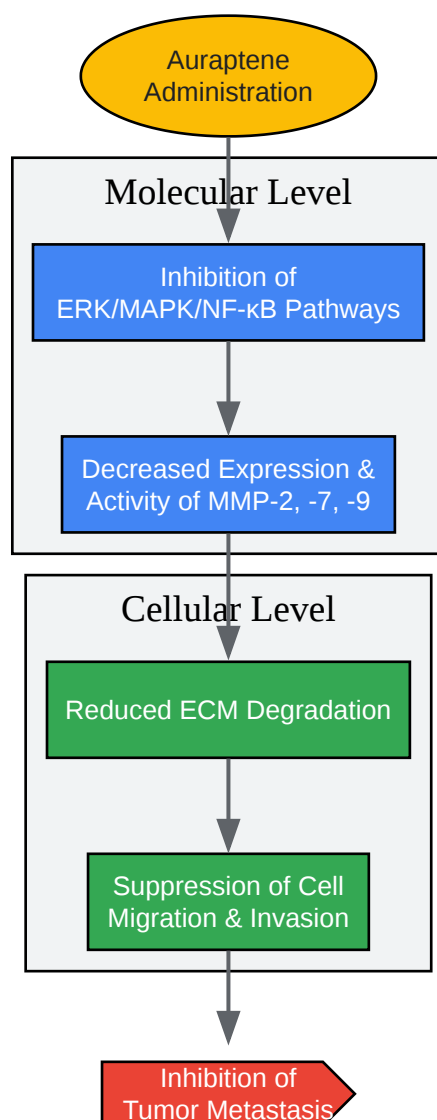 Auraptene
Administration
Molecular Level
Inhibition of
ERK/MAPK/NF-κB Pathways
Decreased Expression &
Activity of MMP-2, -7, -9
Cellular Level
Reduced ECM Degradation
Suppression of Cell
Migration & Invasion
Inhibition of
Tumor Metastasis